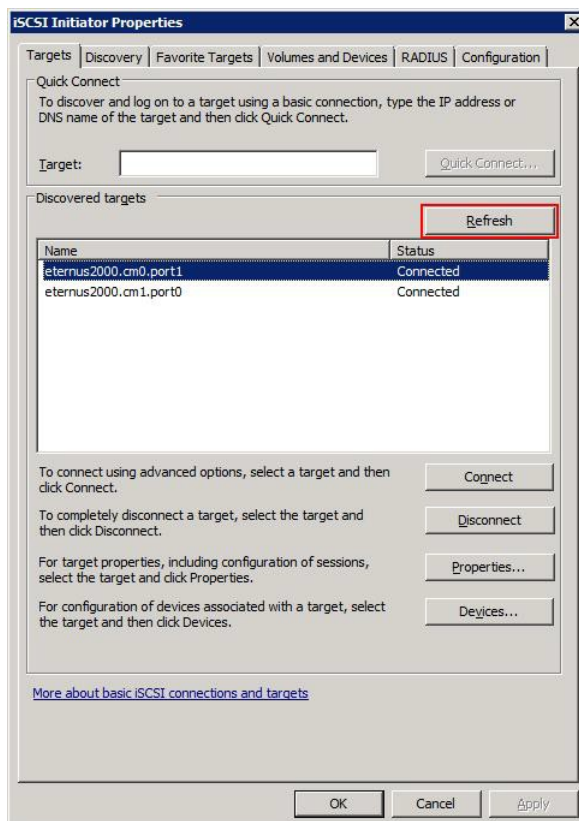 iSCSI Initiator Properties
Targets Discovery Favorite Targets Volumes and Devices RADIUS Configuration
Quick Connect
To discover and log on to a target using a basic connection, type the IP address or
DNS name of the target and then click Quick Connect.
Target: Quick Connect...
Discovered targets
Refresh
Name Status
eternus2000.cm0.port1 Connected
eternus2000.cm1.port0 Connected
To connect using advanced options, select a target and then
click Connect.
Connect
To completely disconnect a target, select the target and
then click Disconnect.
Disconnect
For target properties, including configuration of sessions,
select the target and click Properties.
Properties...
For configuration of devices associated with a target, select
the target and then click Devices.
Devices...
More about basic iSCSI connections and targets
OK Cancel Apply